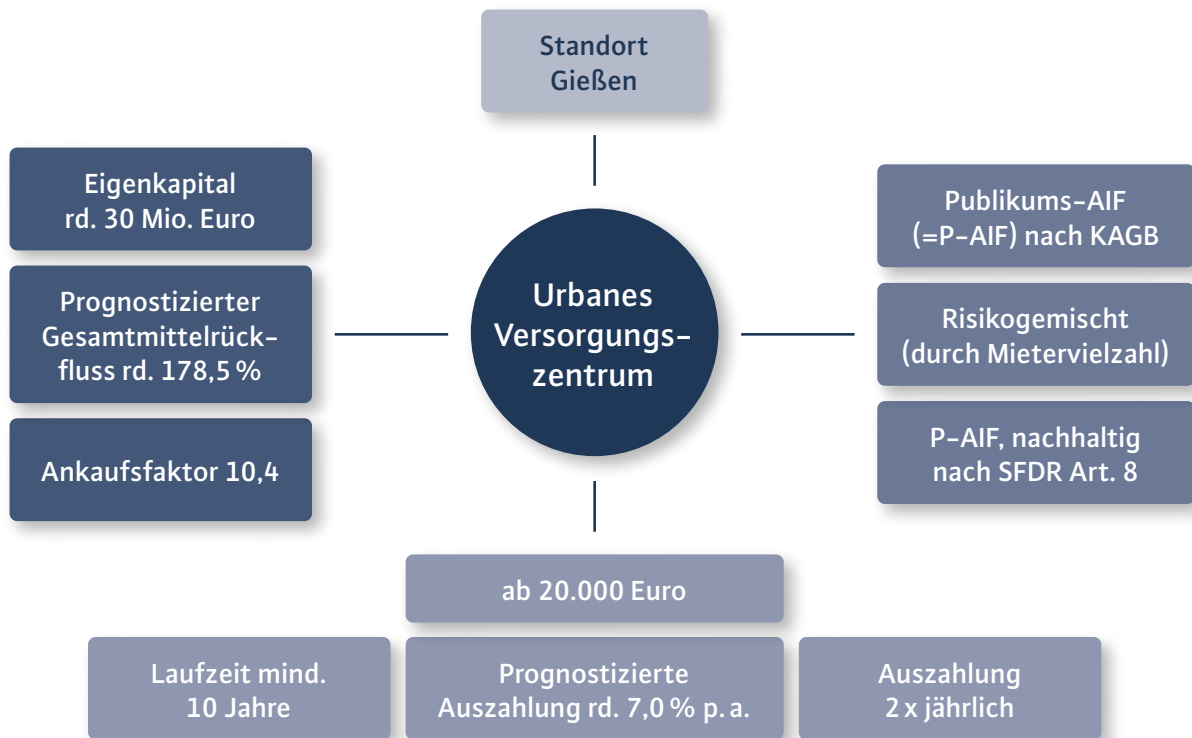 Standort
Gießen
Eigenkapital
rd. 30 Mio. Euro
Prognostizierter
Gesamtmittelrück-
fluss rd. 178,5 %
Ankaufsfaktor 10,4
Urbanes
Versorgungs-
zentrum
Publikums-AIF
(=P-AIF) nach KAGB
Risikogemischt
(durch Mietervielzahl)
P-AIF, nachhaltig
nach SFDR Art. 8
ab 20.000 Euro
Laufzeit mind.
10 Jahre
Prognostizierte
Auszahlung rd. 7,0 % p. a.
Auszahlung
2 x jährlich